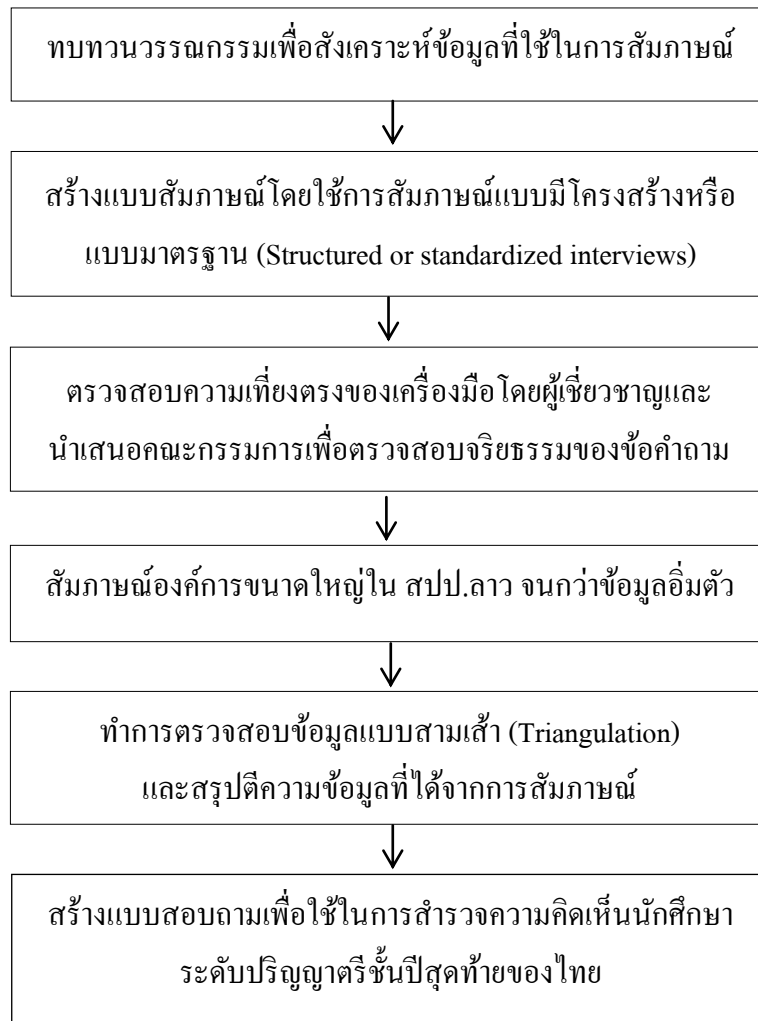 ทบทวนวรรณกรรมเพื่อสังเคราะห์ข้อมูลที่ใช้ในการสัมภาษณ์
สร้างแบบสัมภาษณ์โดยใช้การสัมภาษณ์แบบมีโครงสร้างหรือ
แบบมาตรฐาน (Structured or standardized interviews)
ตรวจสอบความเที่ยงตรงของเครื่องมือโดยผู้เชี่ยวชาญและ
นำเสนอคณะกรรมการเพื่อตรวจสอบจริยธรรมของข้อคำถาม
สัมภาษณ์องค์การขนาดใหญ่ใน สปป.ลาว จนกว่าข้อมูลอิ่มตัว
ทำการตรวจสอบข้อมูลแบบสามเส้า (Triangulation)
และสรุปตีความข้อมูลที่ได้จากการสัมภาษณ์
สร้างแบบสอบถามเพื่อใช้ในการสำรวจความคิดเห็นนักศึกษา
ระดับปริญญาตรีชั้นปีสุดท้ายของไทย